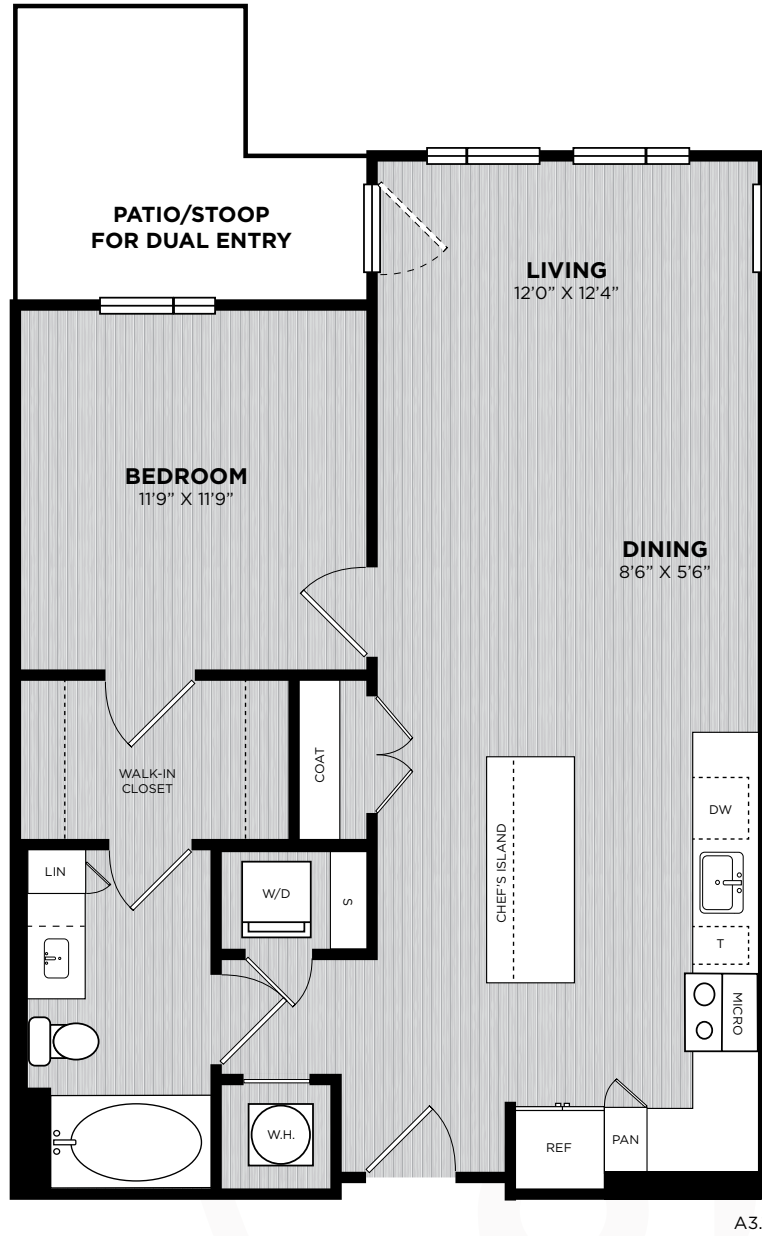 PATIO/STOOP
FOR DUAL ENTRY
LIVING
12’0” X 12’4”
BEDROOM
11’9” X 11’9”
DINING
8’6” X 5’6”
COAT
WALK-IN
CLOSET
DW
CHEF'S ISLAND
LIN
W/D
S
T
MICRO
W.H.
REF
PAN
A3.